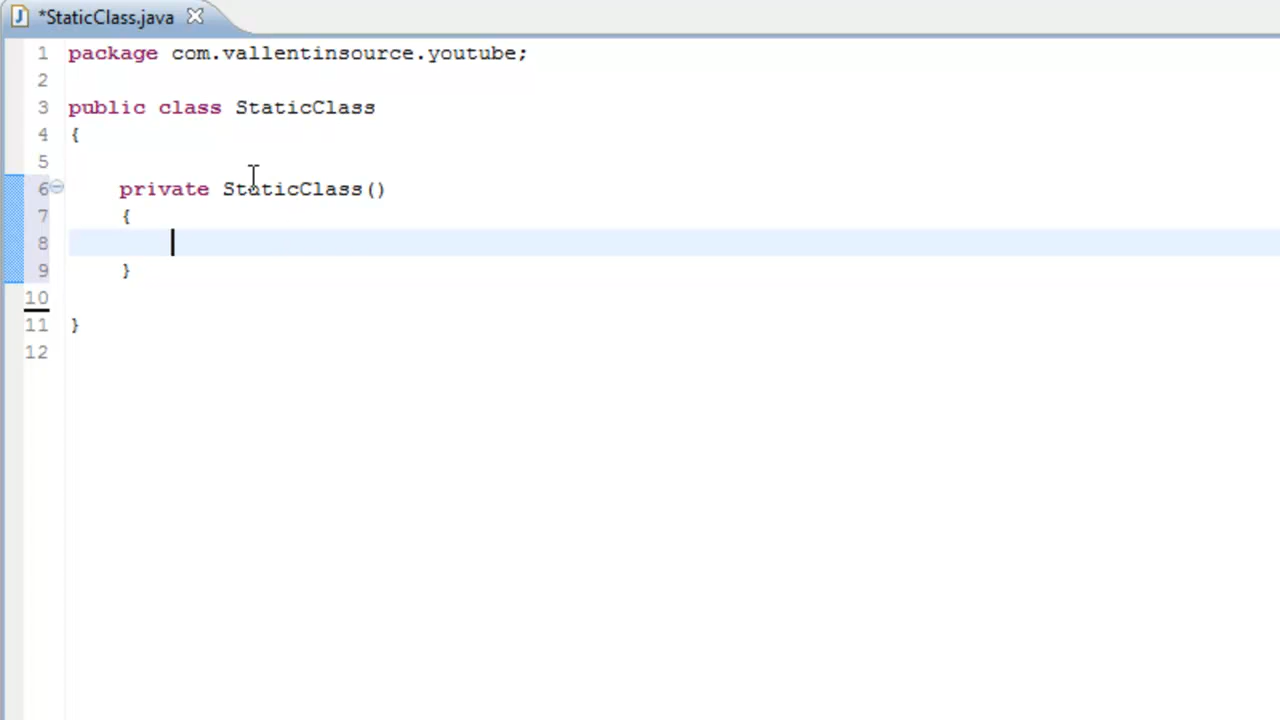 *StaticClass.java
1 package com.vallentinsource.youtube;
2
3 public class StaticClass
4 {
5
6 private StaticClass()
7 {
8
9 }
10
11 }
12